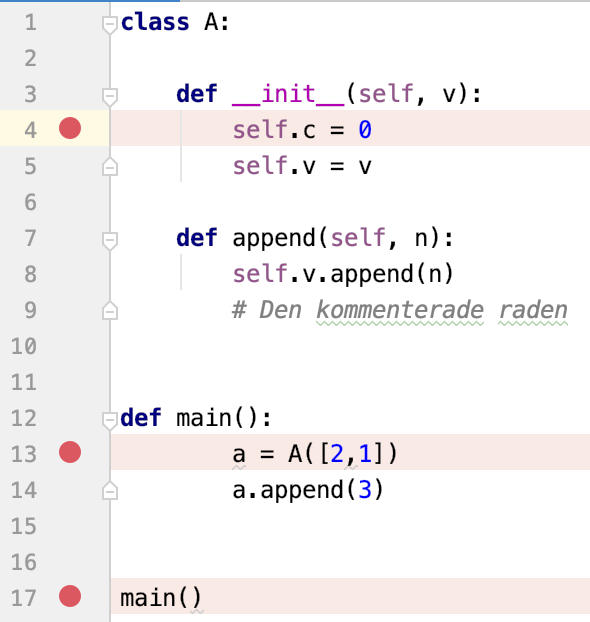 1 class A:
2
3     def __init__(self, v):
4         self.c = 0
5         self.v = v
6
7     def append(self, n):
8         self.v.append(n)
9         # Den kommenterade raden
10
11
12 def main():
13         a = A([2,1])
14         a.append(3)
15
16
17 main()